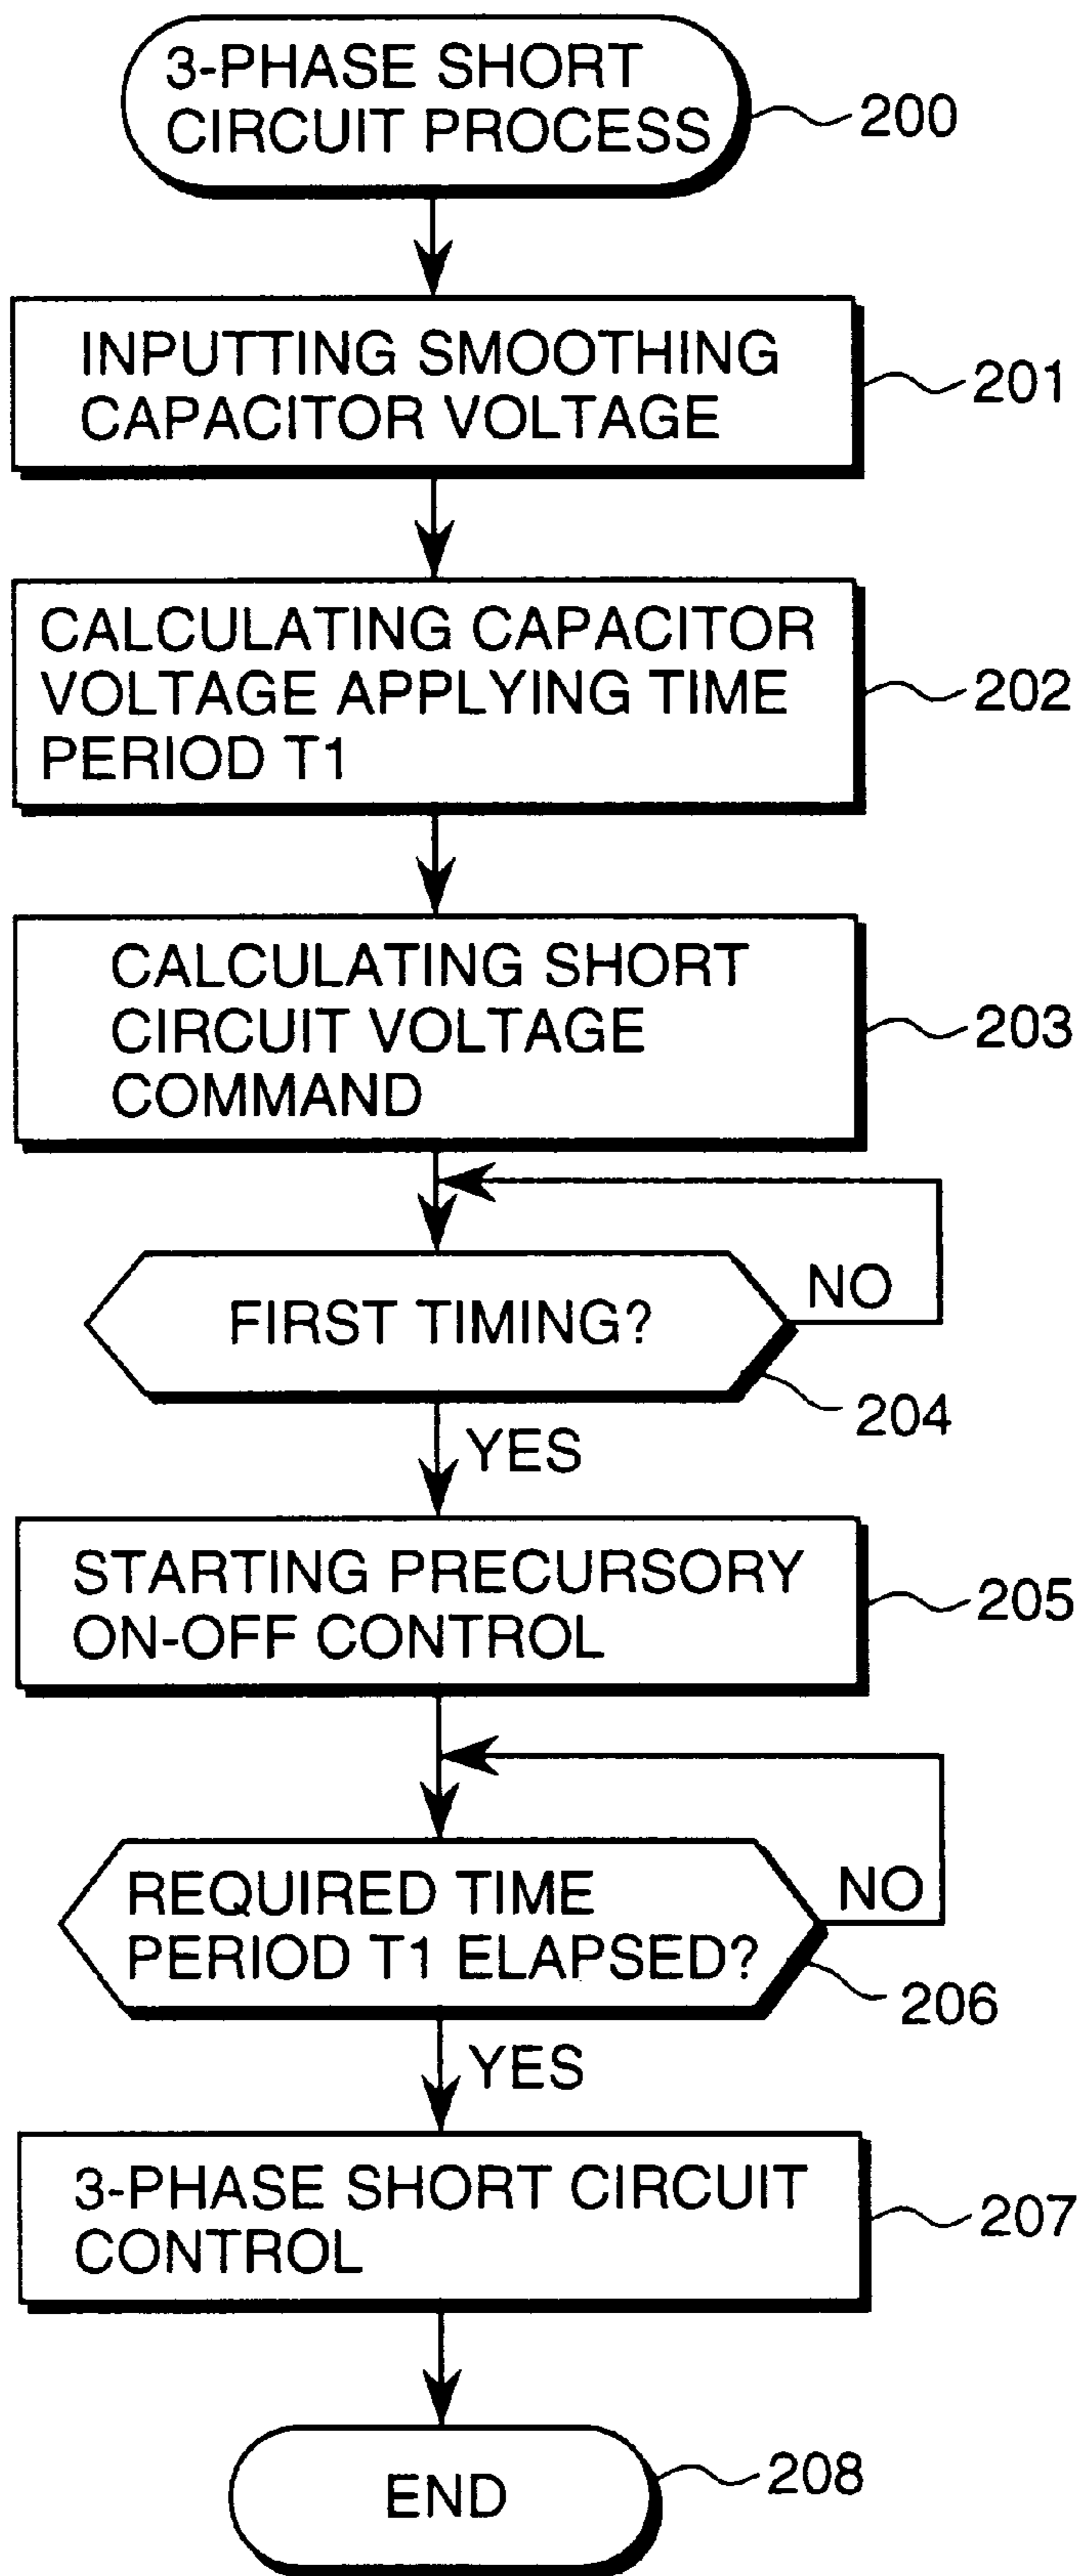 3-PHASE SHORT
CIRCUIT PROCESS
200
INPUTTING SMOOTHING
CAPACITOR VOLTAGE
201
CALCULATING CAPACITOR
VOLTAGE APPLYING TIME
PERIOD T1
202
CALCULATING SHORT
CIRCUIT VOLTAGE
COMMAND
203
FIRST TIMING?
NO
204
YES
STARTING PRECURSORY
ON-OFF CONTROL
205
REQUIRED TIME
PERIOD T1 ELAPSED?
NO
206
YES
3-PHASE SHORT CIRCUIT
CONTROL
207
END
208